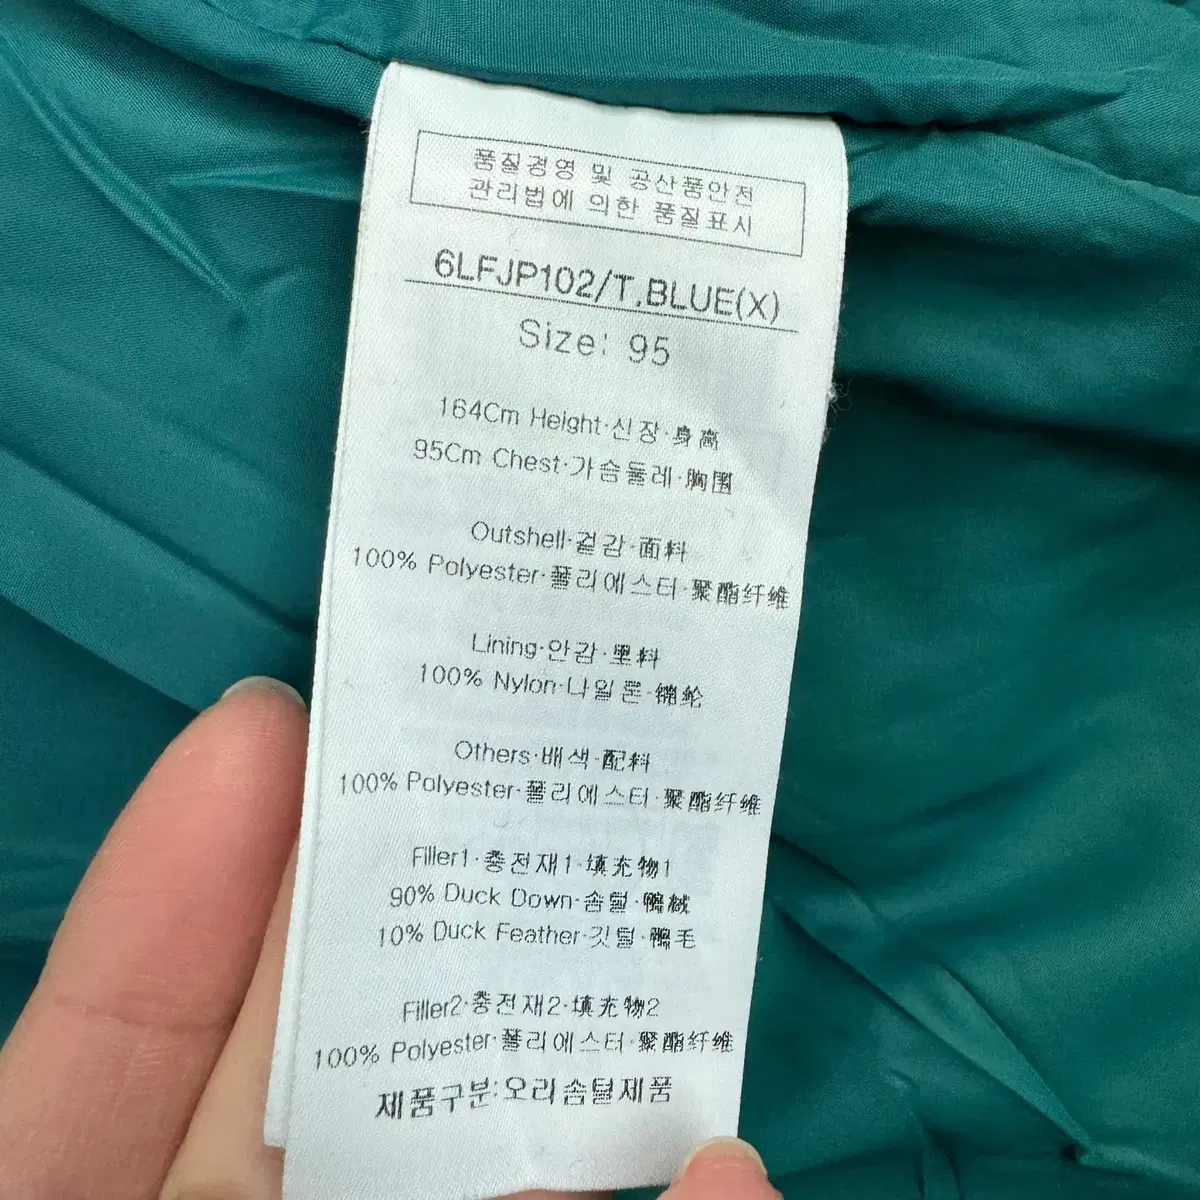 품질경영 및 공산품안전
관리법에 의한 품질표시
6LFJP102/T.BLUE(X)
Size: 95
164Cm Height·신장·身高
95Cm Chest·가슴둘레·胸围
Outshell·겉감·面料
100% Polyester·폴리에스터·聚酯纤维
Lining·안감·里料
100% Nylon·나일론·锦纶
Others·배색·配料
100% Polyester·폴리에스터·聚酯纤维
Filler1·충전재1·填充物1
90% Duck Down·솜털·鸭绒
10% Duck Feather·깃털·鸭毛
Filler2·충전재2·填充物2
100% Polyester·폴리에스터·聚酯纤维
제품구분:오리솜털제품